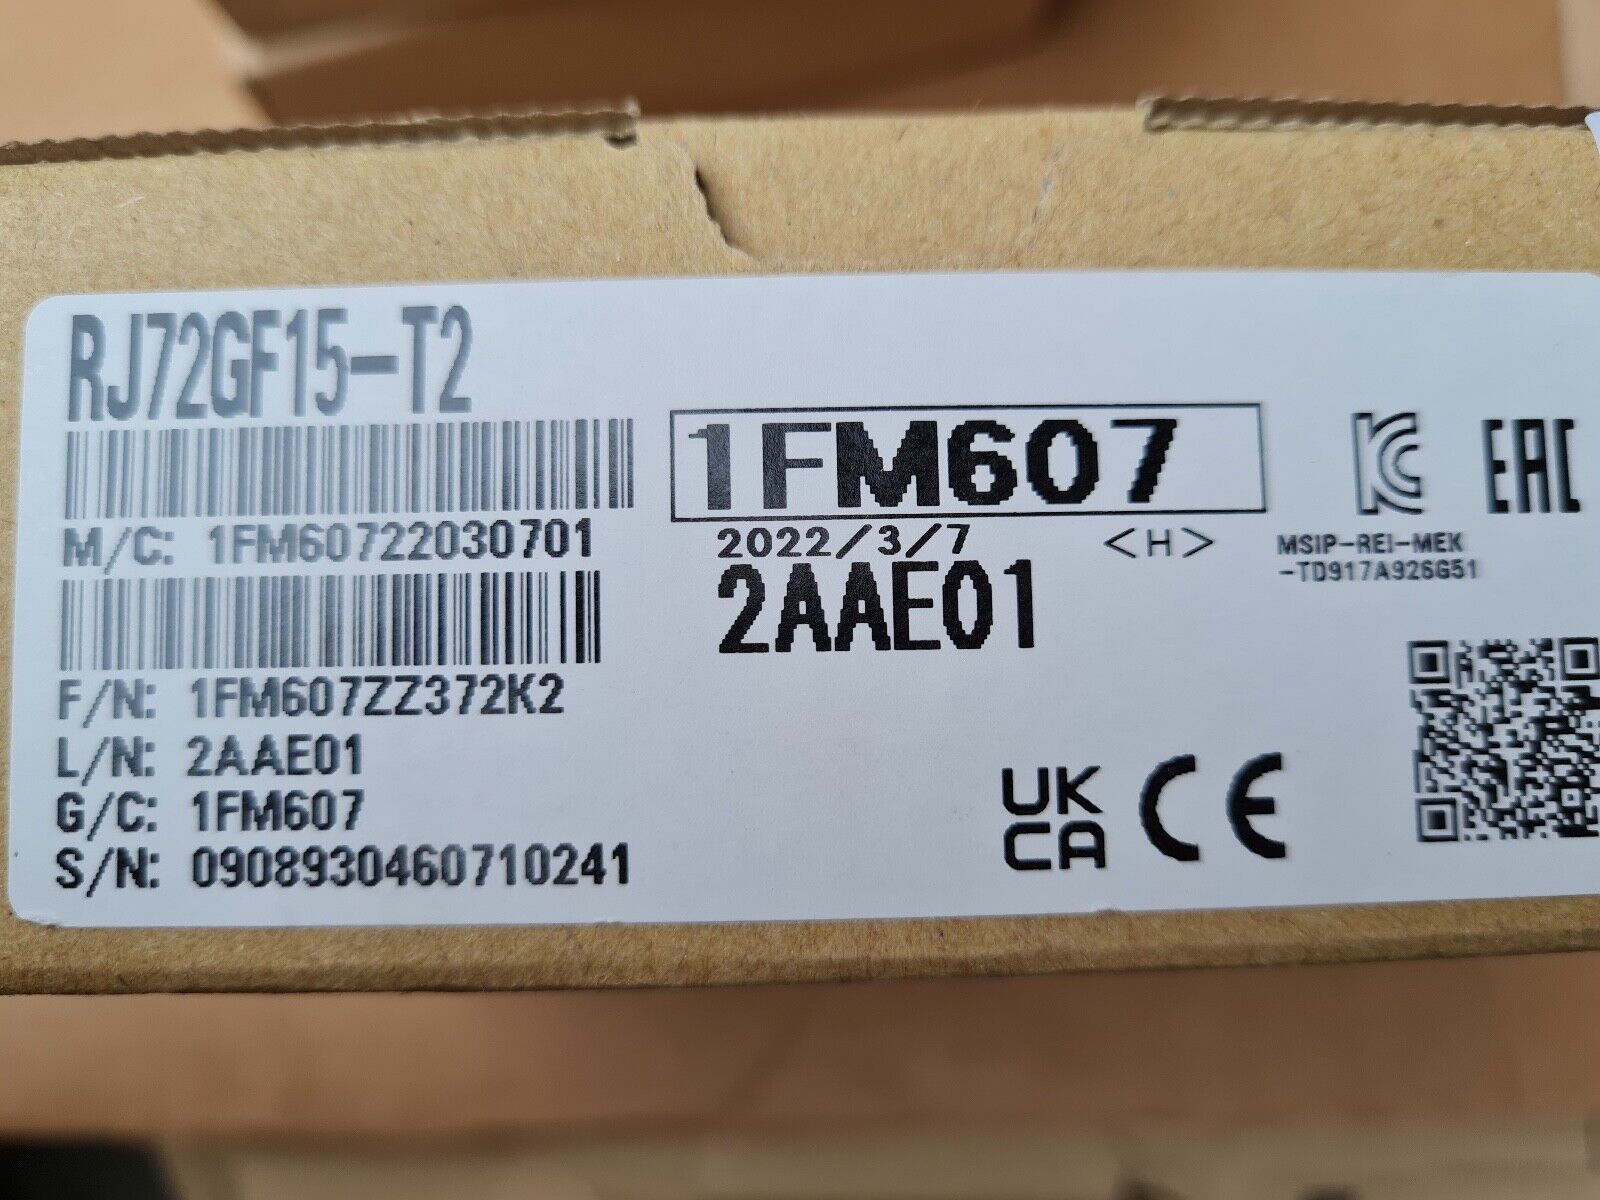 RJ72GF15-T2
M/C: 1FM60722030701
F/N: 1FM607ZZ372K2
L/N: 2AAE01
G/C: 1FM607
S/N: 0908930460710241
1FM607
2022/3/7 <H>
2AAE01
KC EAC
MSIP-REI-MEK
-TD917A926G51
UK
CA CE